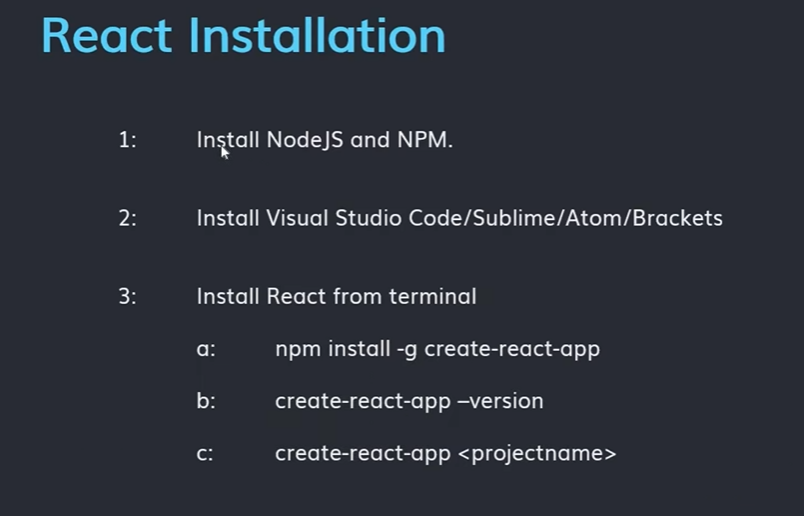 React Installation
1: Install NodeJS and NPM.
2: Install Visual Studio Code/Sublime/Atom/Brackets
3: Install React from terminal
a: npm install -g create-react-app
b: create-react-app –version
c: create-react-app <projectname>